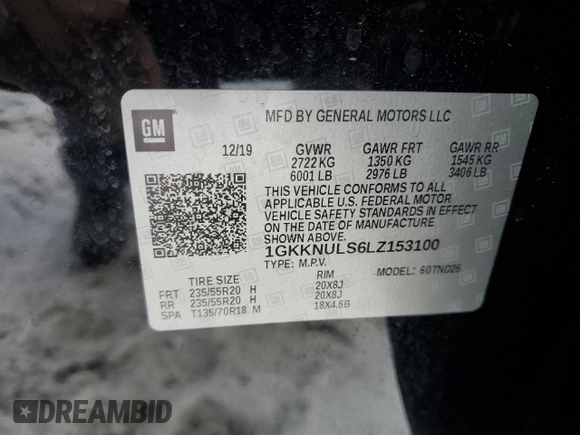 GM
MFD BY GENERAL MOTORS LLC
12/19 GVWR GAWR FRT GAWR RR
2722 KG 1350 KG 1545 KG
6001 LB 2976 LB 3406 LB
THIS VEHICLE CONFORMS TO ALL
APPLICABLE U.S. FEDERAL MOTOR
VEHICLE SAFETY STANDARDS IN EFFECT
ON THE DATE OF MANUFACTURE
SHOWN ABOVE.
1GKKNULS6LZ153100
TYPE: M.P.V. MODEL: 60TND26
TIRE SIZE RIM
FRT 235/55R20 H 20X8J
RR 235/55R20 H 20X8J
SPA T135/70R18 M 18X4.5B
DREAMBID